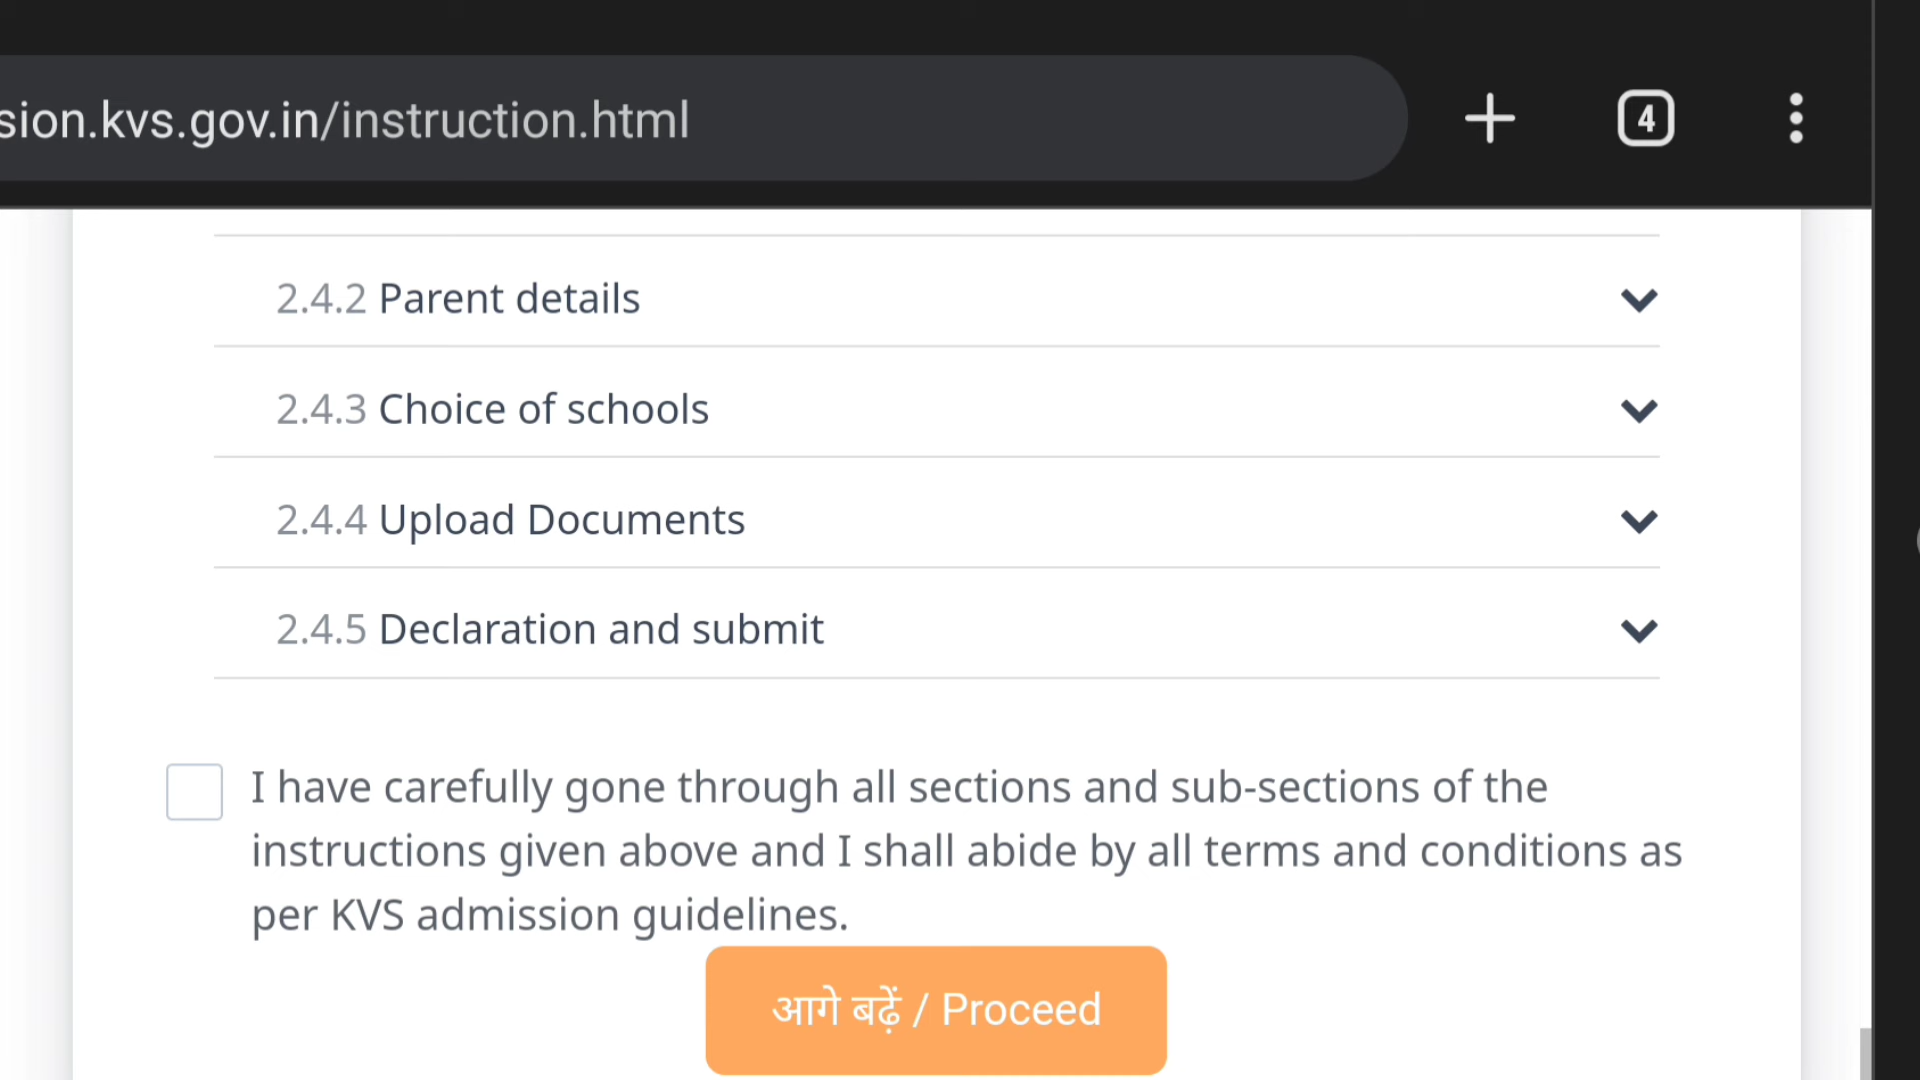 sion.kvs.gov.in/instruction.html
4
2.4.2 Parent details
2.4.3 Choice of schools
2.4.4 Upload Documents
2.4.5 Declaration and submit
I have carefully gone through all sections and sub-sections of the
instructions given above and I shall abide by all terms and conditions as
per KVS admission guidelines.
आगे बढ़ें / Proceed